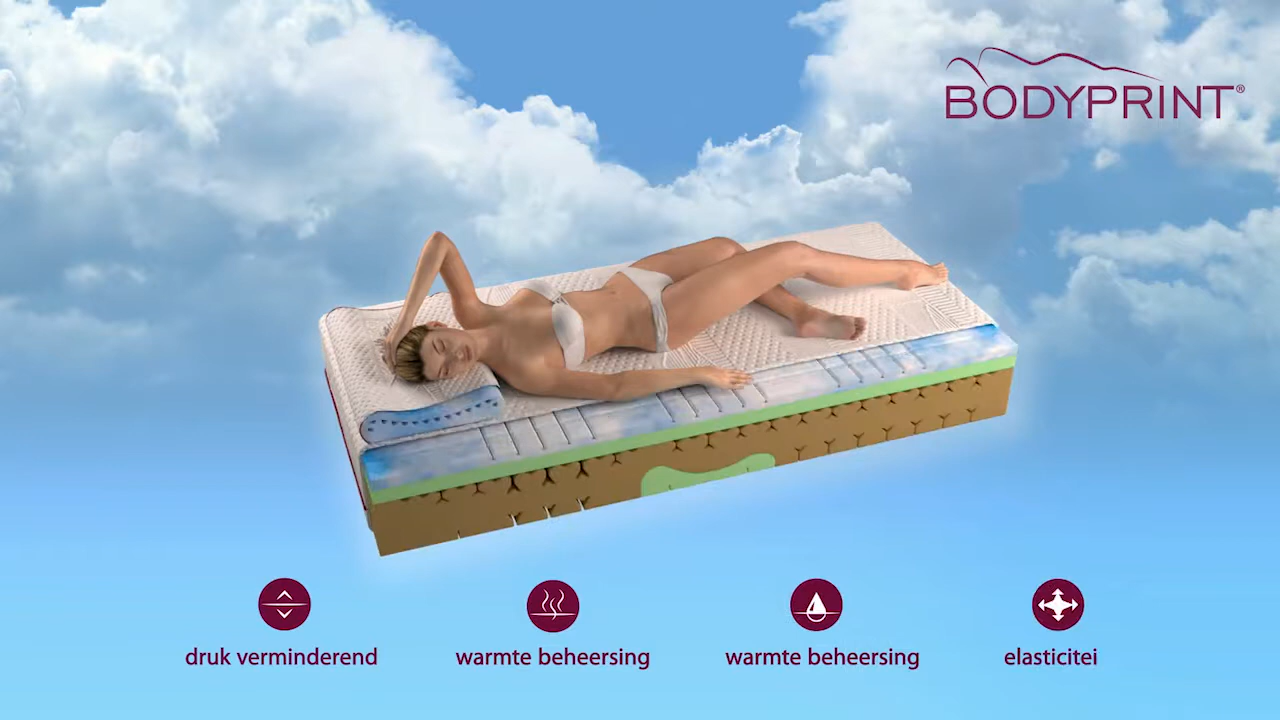 BODYPRINT®
druk verminderend
warmte beheersing
warmte beheersing
elasticitei